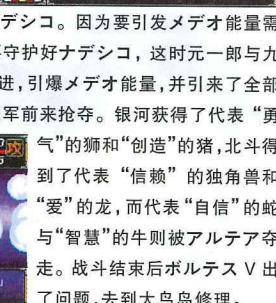 デシコ。因为要引发メデオ能量需
守护好ナデシコ，这时元一郎与九
进，引爆メデオ能量，并引来了全部
军前来抢夺。银河获得了代表“勇
气”的狮和“创造”的猪，北斗得
到了代表“信赖”的独角兽和
“爱”的龙，而代表“自信”的蛇
与“智慧”的牛则被アルテア夺
走。战斗结束后ボルテスV出
了问题，去到大鸟岛修理。